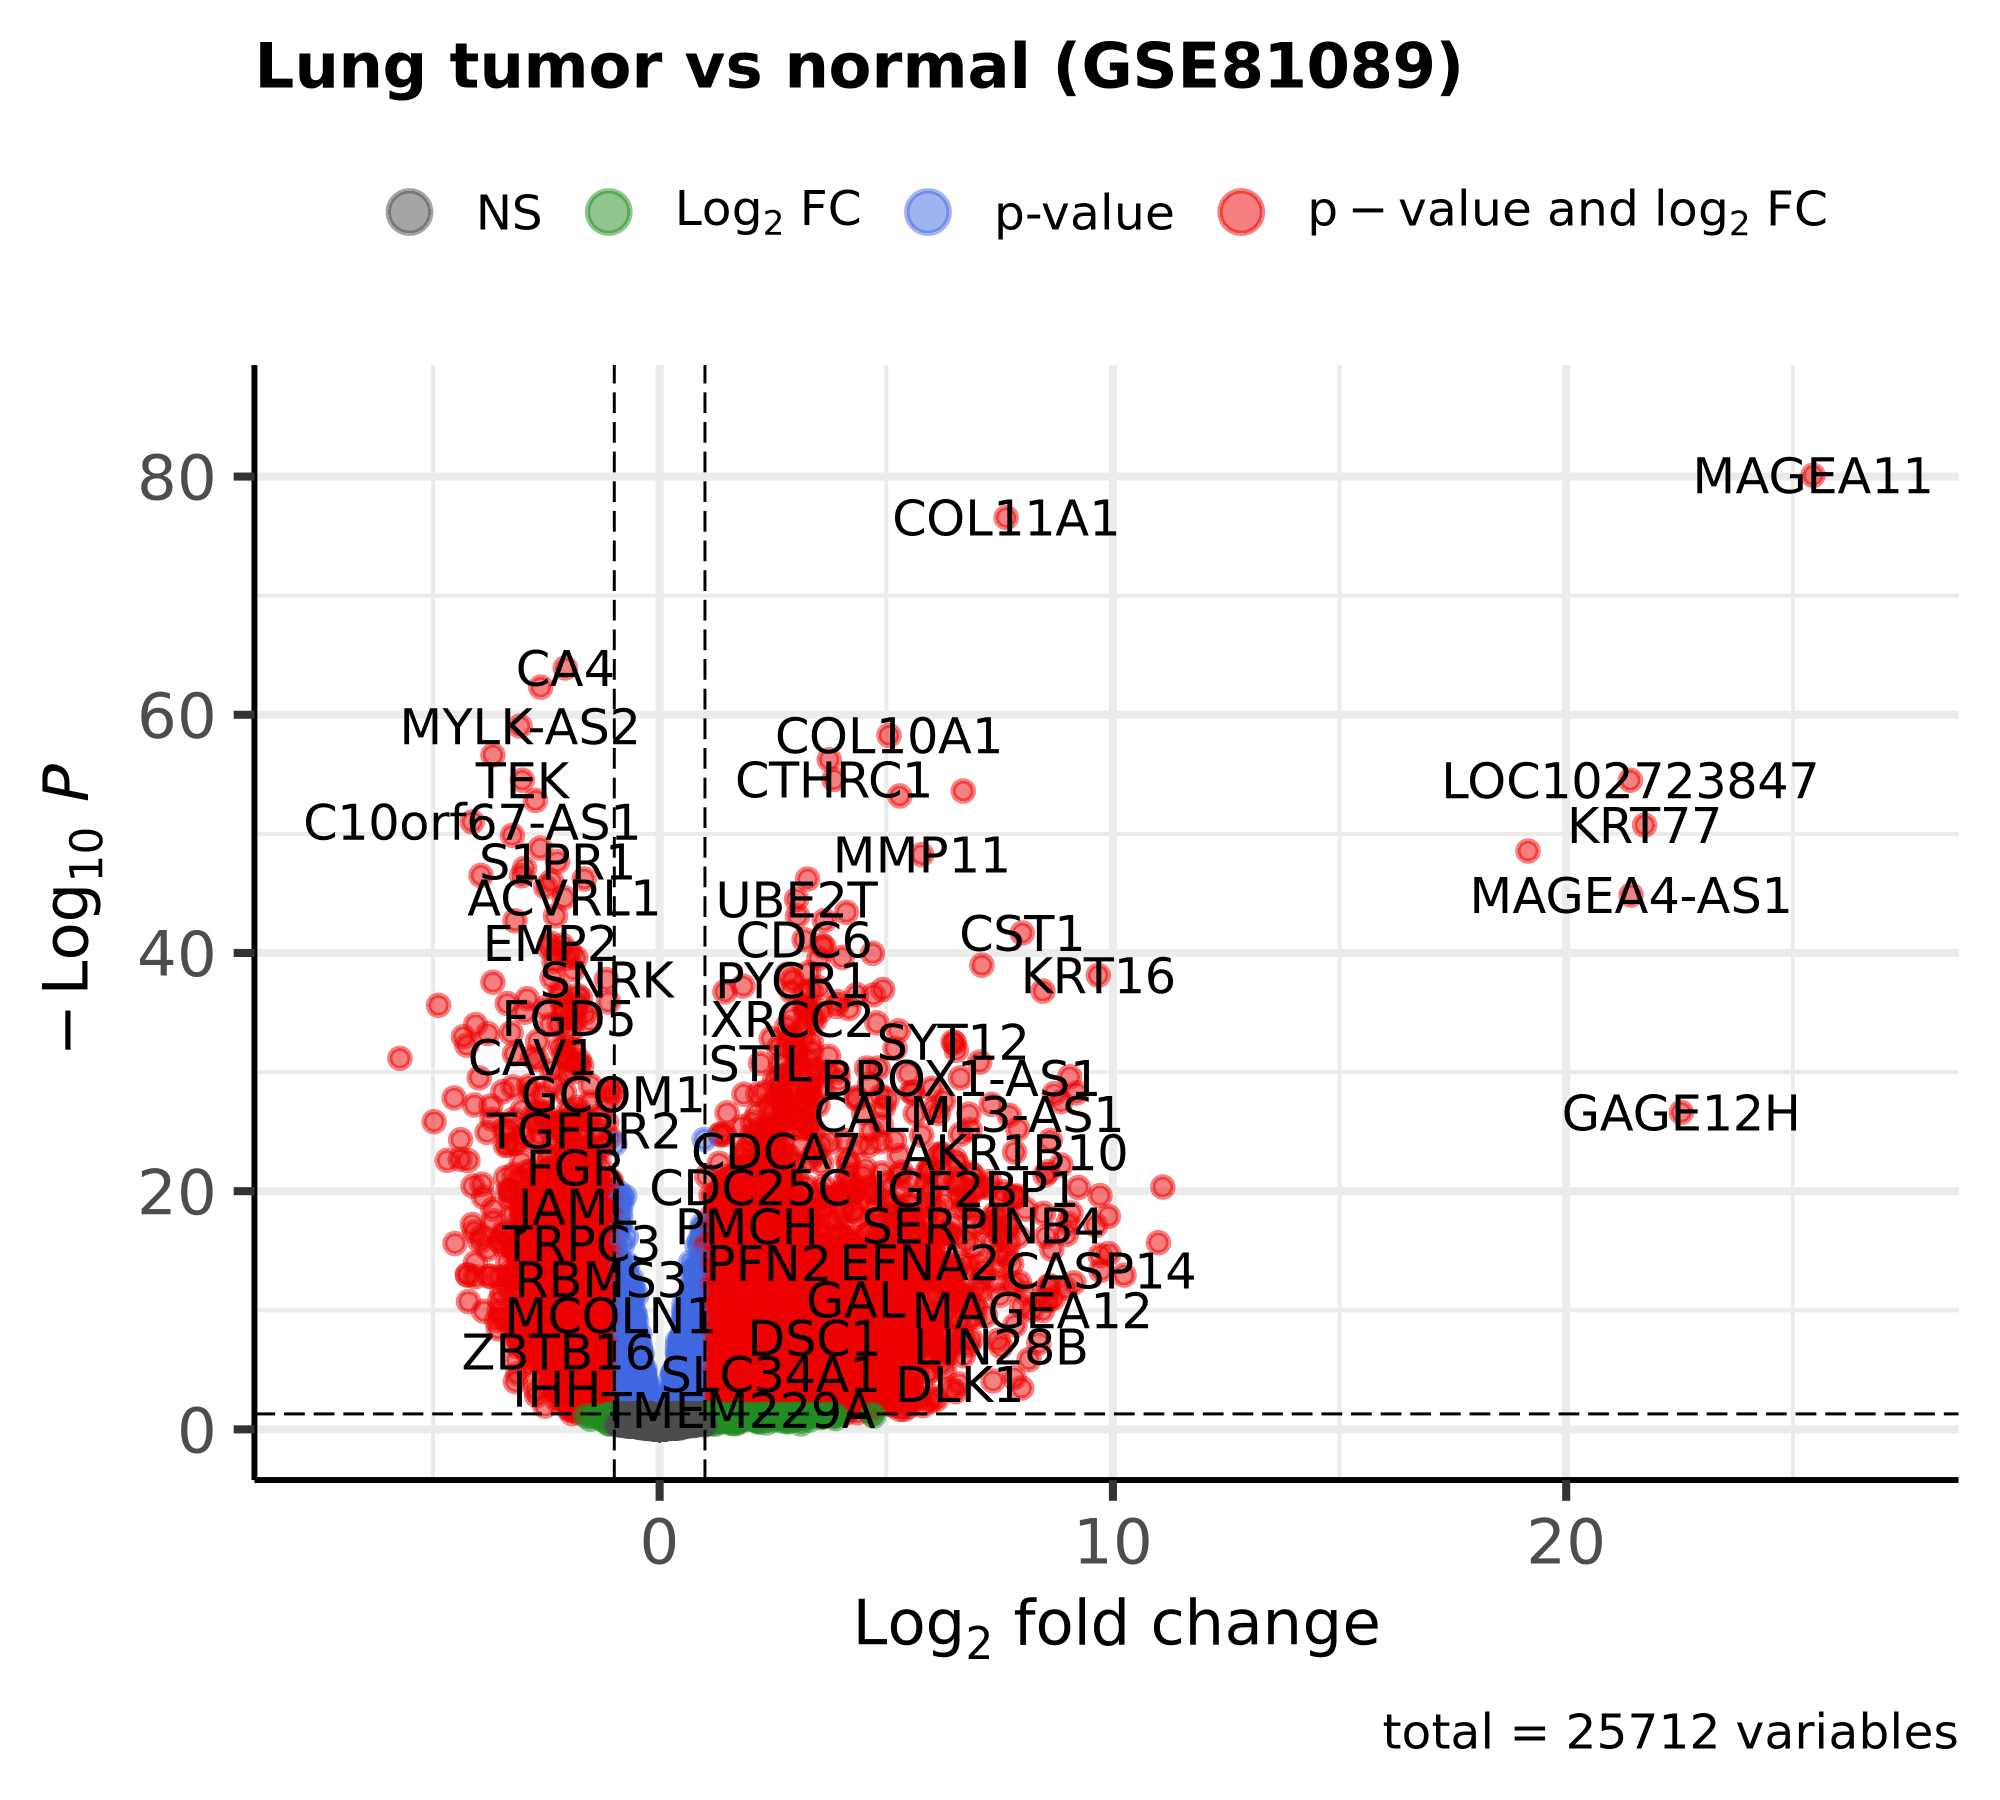 Lung tumor vs normal (GSE81089)
NS Log2 FC p-value p − value and log2 FC
− Log10 P
80
60
40
20
0
MAGEA11
COL11A1
CA4
MYLK-AS2
COL10A1
TEK
CTHRC1
LOC102723847
C10orf67-AS1
KRT77
S1PR1
MMP11
ACVRL1
UBE2T
MAGEA4-AS1
EMP2
CDC6
CST1
SNRK
PYCR1
KRT16
FGD5
XRCC2
SYT12
CAV1
STIL
BBOX1-AS1
GCOM1
CALML3-AS1
GAGE12H
TGFBR2
CDCA7
AKR1B10
FGR
CDC25C
IGF2BP1
JAML
PMCH
SERPINB4
TRPC3
PFN2
EFNA2
CASP14
RBMS3
GAL
MAGEA12
MCOLN1
DSC1
LIN28B
ZBTB16
SLC34A1
DLK1
IHH
TMEM229A
0 10 20
Log2 fold change
total = 25712 variables